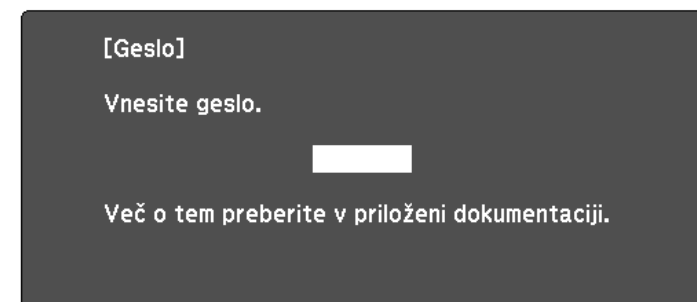 [Geslo]
Vnesite geslo.
Več o tem preberite v priloženi dokumentaciji.